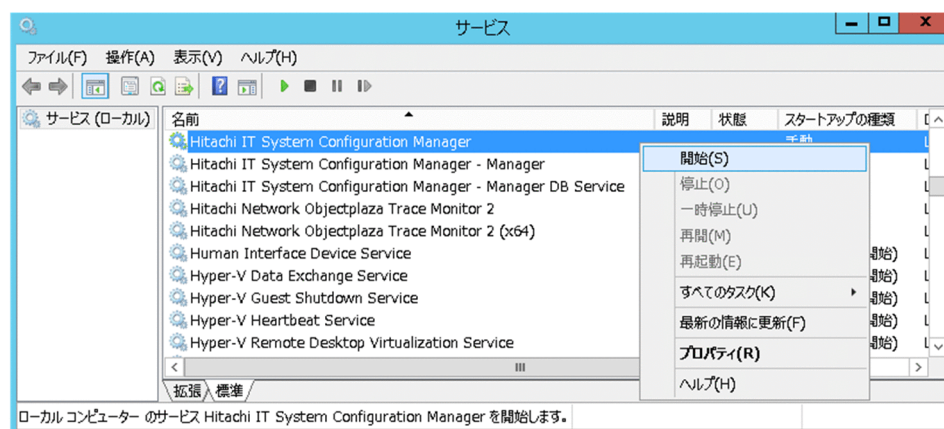 サービス
ファイル(F) 操作(A) 表示(V) ヘルプ(H)
サービス (ローカル)
名前 説明 状態 スタートアップの種類
Hitachi IT System Configuration Manager 手動
Hitachi IT System Configuration Manager - Manager
Hitachi IT System Configuration Manager - Manager DB Service
Hitachi Network Objectplaza Trace Monitor 2
Hitachi Network Objectplaza Trace Monitor 2 (x64)
Human Interface Device Service
Hyper-V Data Exchange Service
Hyper-V Guest Shutdown Service
Hyper-V Heartbeat Service
Hyper-V Remote Desktop Virtualization Service
開始(S)
停止(O)
一時停止(U)
再開(M)
再起動(E)
すべてのタスク(K)
最新の情報に更新(F)
プロパティ(R)
ヘルプ(H)
拡張 標準
ローカル コンピューター のサービス Hitachi IT System Configuration Manager を開始します。